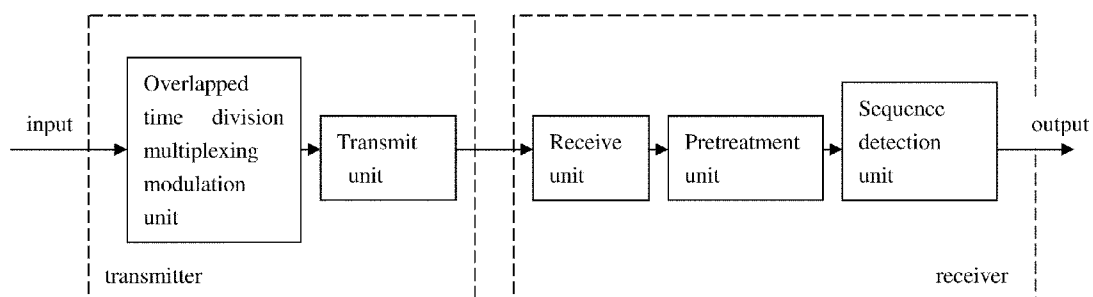 input
Overlapped
time division
multiplexing
modulation
unit
Transmit
unit
transmitter
Receive
unit
Pretreatment
unit
Sequence
detection
unit
output
receiver